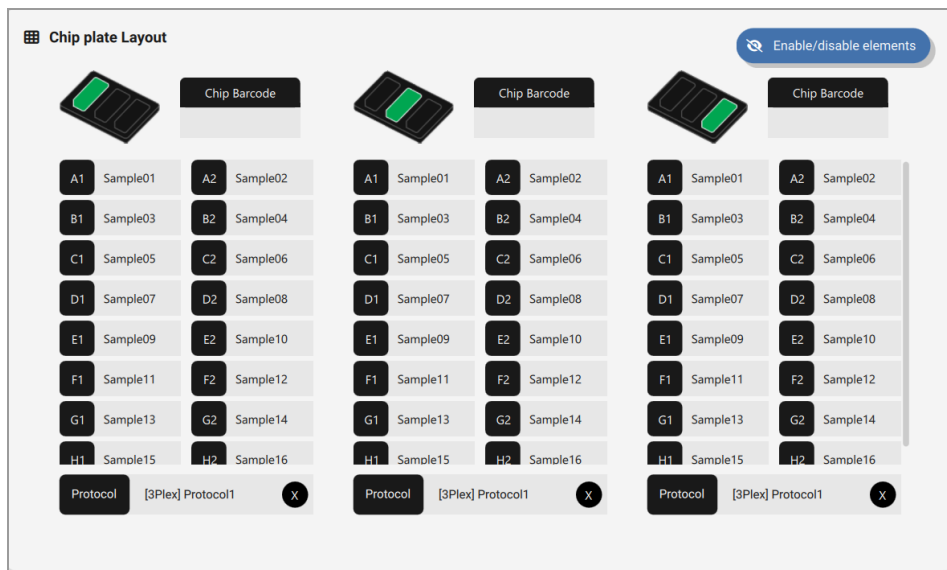 Chip plate Layout
Enable/disable elements
Chip Barcode
A1 Sample01 A2 Sample02
B1 Sample03 B2 Sample04
C1 Sample05 C2 Sample06
D1 Sample07 D2 Sample08
E1 Sample09 E2 Sample10
F1 Sample11 F2 Sample12
G1 Sample13 G2 Sample14
H1 Sample15 H2 Sample16
Protocol [3Plex] Protocol1 X
Chip Barcode
A1 Sample01 A2 Sample02
B1 Sample03 B2 Sample04
C1 Sample05 C2 Sample06
D1 Sample07 D2 Sample08
E1 Sample09 E2 Sample10
F1 Sample11 F2 Sample12
G1 Sample13 G2 Sample14
H1 Sample15 H2 Sample16
Protocol [3Plex] Protocol1 X
Chip Barcode
A1 Sample01 A2 Sample02
B1 Sample03 B2 Sample04
C1 Sample05 C2 Sample06
D1 Sample07 D2 Sample08
E1 Sample09 E2 Sample10
F1 Sample11 F2 Sample12
G1 Sample13 G2 Sample14
H1 Sample15 H2 Sample16
Protocol [3Plex] Protocol1 X